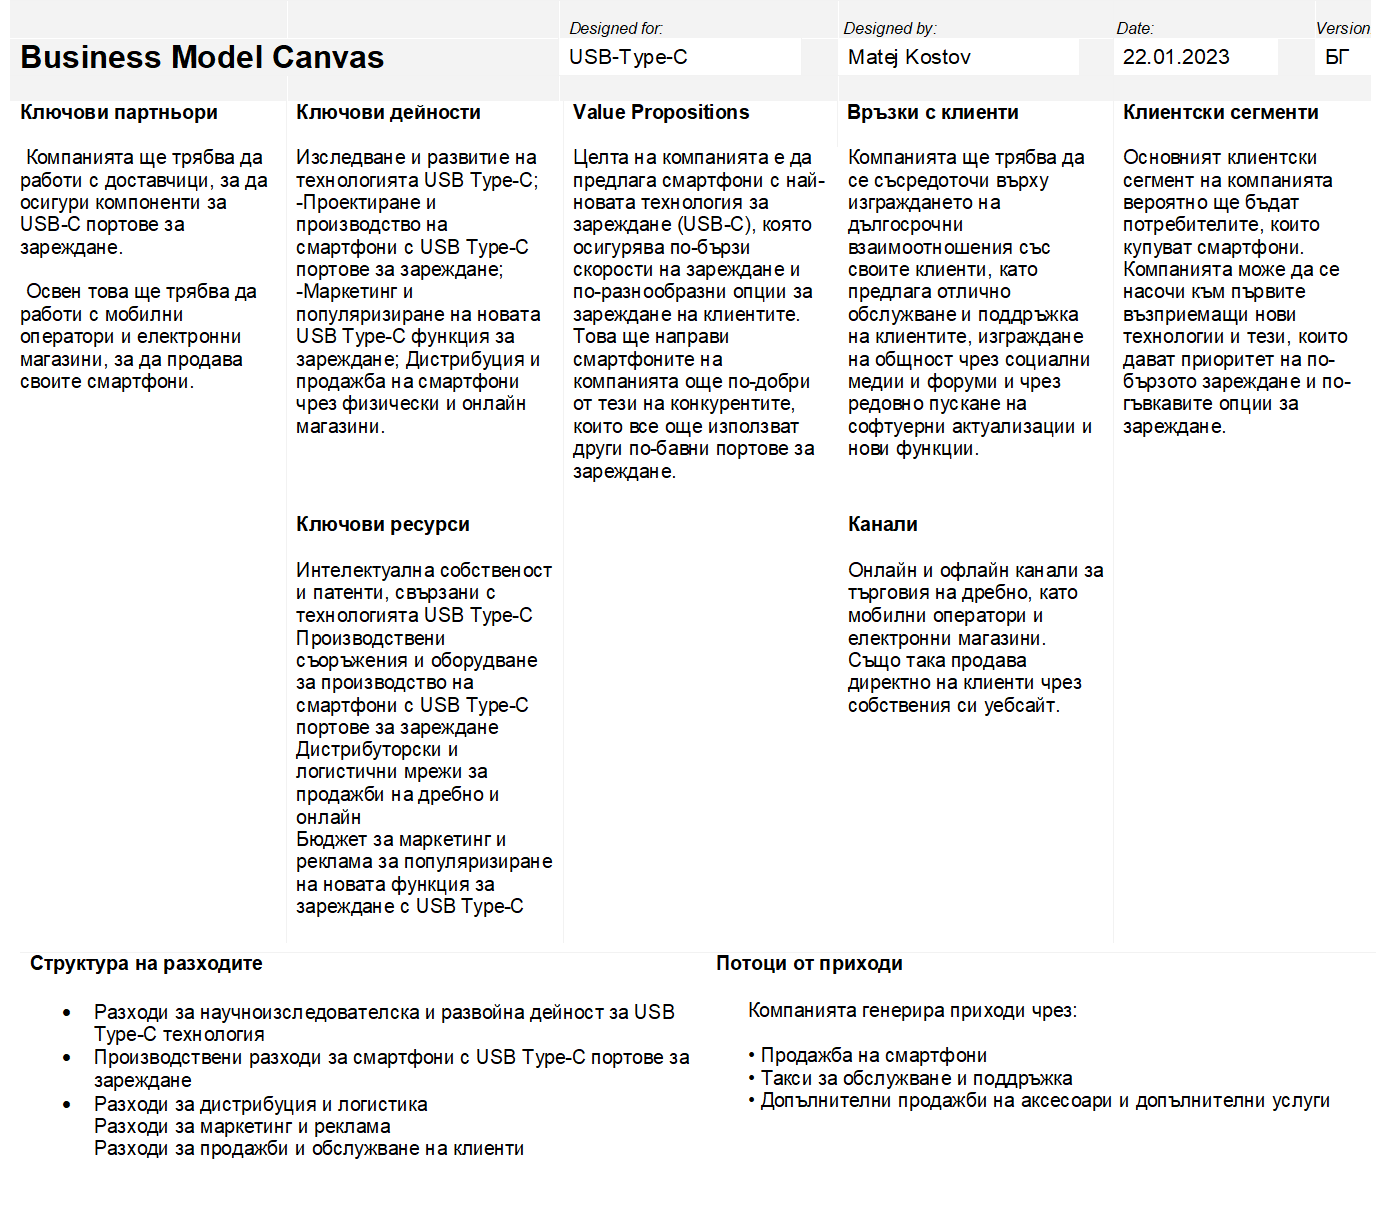 Designed for:
Designed by:
Date:
Version
Business Model Canvas
USB-Type-C
Matej Kostov
22.01.2023
БГ
Ключови партньори
Компанията ще трябва да
работи с доставчици, за да
осигури компоненти за
USB-C портове за
зареждане.
Освен това ще трябва да
работи с мобилни
оператори и електронни
магазини, за да продава
своите смартфони.
Ключови дейности
Изследване и развитие на
технологията USB Type-C;
-Проектиране и
производство на
смартфони с USB Type-C
портове за зареждане;
-Маркетинг и
популяризиране на новата
USB Type-C функция за
зареждане; Дистрибуция и
продажба на смартфони
чрез физически и онлайн
магазини.
Ключови ресурси
Интелектуална собственост
и патенти, свързани с
технологията USB Type-C
Производствени
съоръжения и оборудване
за производство на
смартфони с USB Type-C
портове за зареждане
Дистрибуторски и
логистични мрежи за
продажби на дребно и
онлайн
Бюджет за маркетинг и
реклама за популяризиране
на новата функция за
зареждане с USB Type-C
Value Propositions
Целта на компанията е да
предлага смартфони с най-
новата технология за
зареждане (USB-C), която
осигурява по-бързи
скорости на зареждане и
по-разнообразни опции за
зареждане на клиентите.
Това ще направи
смартфоните на
компанията още по-добри
от тези на конкурентите,
които все още използват
други по-бавни портове за
зареждане.
Връзки с клиенти
Компанията ще трябва да
се съсредоточи върху
изграждането на
дългосрочни
взаимоотношения със
своите клиенти, като
предлага отлично
обслужване и поддръжка
на клиентите, изграждане
на общност чрез социални
медии и форуми и чрез
редовно пускане на
софтуерни актуализации и
нови функции.
Канали
Онлайн и офлайн канали за
търговия на дребно, като
мобилни оператори и
електронни магазини.
Също така продава
директно на клиенти чрез
собствения си уебсайт.
Клиентски сегменти
Основният клиентски
сегмент на компанията
вероятно ще бъдат
потребителите, които
купуват смартфони.
Компанията може да се
насочи към първите
възприемащи нови
технологии и тези, които
дават приоритет на по-
бързото зареждане и по-
гъвкавите опции за
зареждане.
Структура на разходите
• Разходи за научноизследователска и развойна дейност за USB
Type-C технология
• Производствени разходи за смартфони с USB Type-C портове за
зареждане
• Разходи за дистрибуция и логистика
Разходи за маркетинг и реклама
Разходи за продажби и обслужване на клиенти
Потоци от приходи
Компанията генерира приходи чрез:
• Продажба на смартфони
• Такси за обслужване и поддръжка
• Допълнителни продажби на аксесоари и допълнителни услуги